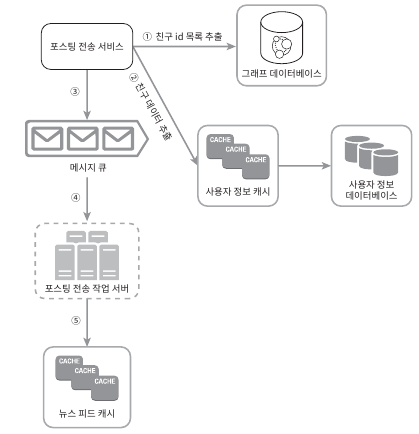 포스팅 전송 서비스
① 친구 id 목록 추출
그래프 데이터베이스
② 친구 데이터 추출
③
메시지 큐
CACHE
CACHE
CACHE
사용자 정보 캐시
사용자 정보
데이터베이스
④
포스팅 전송 작업 서버
⑤
CACHE
CACHE
CACHE
뉴스 피드 캐시